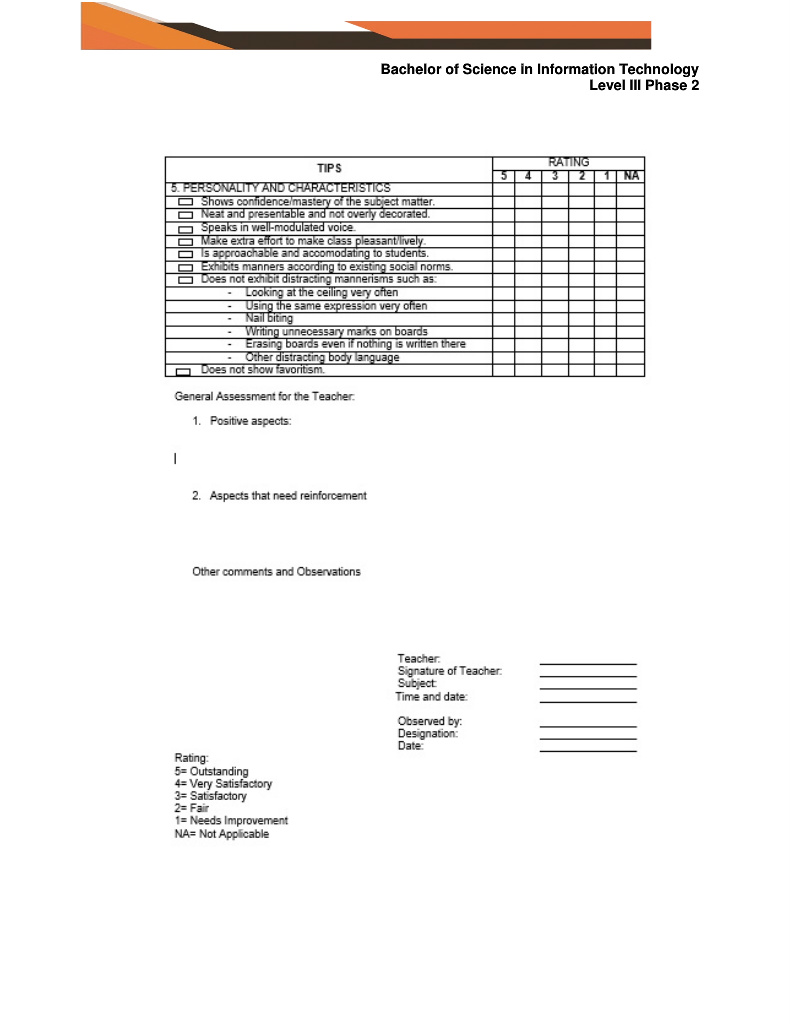 Bachelor of Science in Information Technology
Level III Phase 2
TIPS
RATING
5 4 3 2 1 NA
5. PERSONALITY AND CHARACTERISTICS
Shows confidence/mastery of the subject matter.
Neat and presentable and not overly decorated.
Speaks in well-modulated voice.
Make extra effort to make class pleasant/lively.
Is approachable and accomodating to students.
Exhibits manners according to existing social norms.
Does not exhibit distracting mannerisms such as:
- Looking at the ceiling very often
- Using the same expression very often
- Nail biting
- Writing unnecessary marks on boards
- Erasing boards even if nothing is written there
- Other distracting body language
Does not show favoritism.
General Assessment for the Teacher:
1. Positive aspects:
2. Aspects that need reinforcement
Other comments and Observations
Teacher:
Signature of Teacher:
Subject:
Time and date:
Observed by:
Designation:
Date:
Rating:
5= Outstanding
4= Very Satisfactory
3= Satisfactory
2= Fair
1= Needs Improvement
NA= Not Applicable